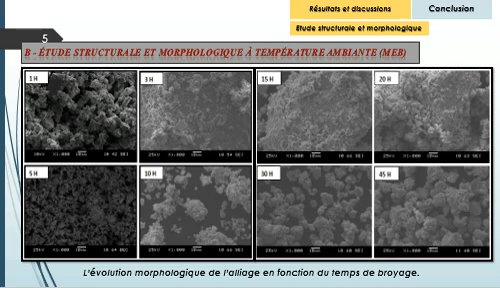 Résultats et discussions
Conclusion
Etude structurale et morphologique
5
B - ÉTUDE STRUCTURALE ET MORPHOLOGIQUE À TEMPÉRATURE AMBIANTE (MEB)
1 H
3 H
15 H
20 H
5 H
10 H
30 H
45 H
L'évolution morphologique de l'alliage en fonction du temps de broyage.